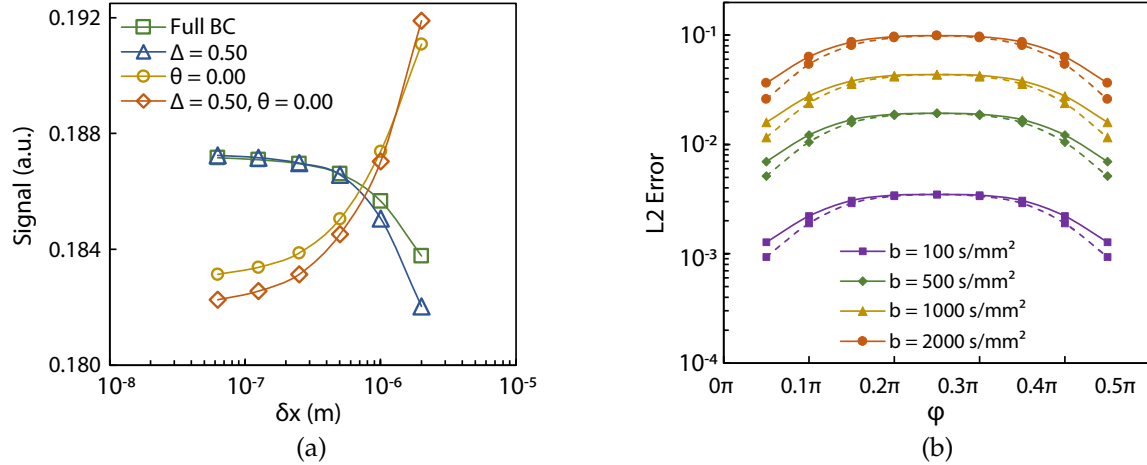 0.192
0.188
0.184
0.180
Signal (a.u.)
Full BC
Δ = 0.50
θ = 0.00
Δ = 0.50, θ = 0.00
10⁻⁸
10⁻⁷
10⁻⁶
10⁻⁵
δx (m)
(a)
10⁻¹
10⁻²
10⁻³
10⁻⁴
L2 Error
b = 100 s/mm²
b = 500 s/mm²
b = 1000 s/mm²
b = 2000 s/mm²
0π
0.1π
0.2π
0.3π
0.4π
0.5π
φ
(b)